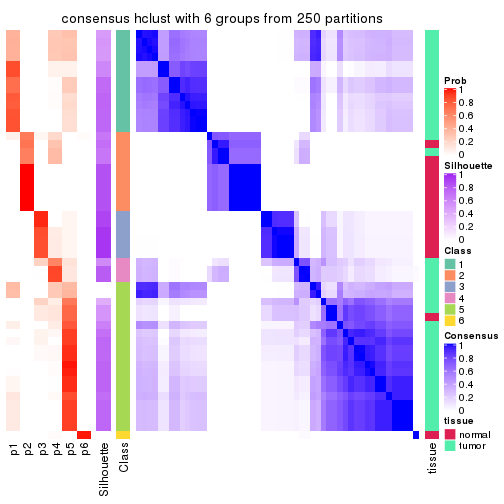 consensus hclust with 6 groups from 250 partitions
Prob
1
0.8
0.6
0.4
0.2
0
Silhouette
1
0.8
0.6
0.4
0.2
0
Class
1
2
3
4
5
6
Consensus
1
0.8
0.6
0.4
0.2
0
tissue
normal
tumor
p1
p2
p3
p4
p5
p6
Silhouette
Class
tissue